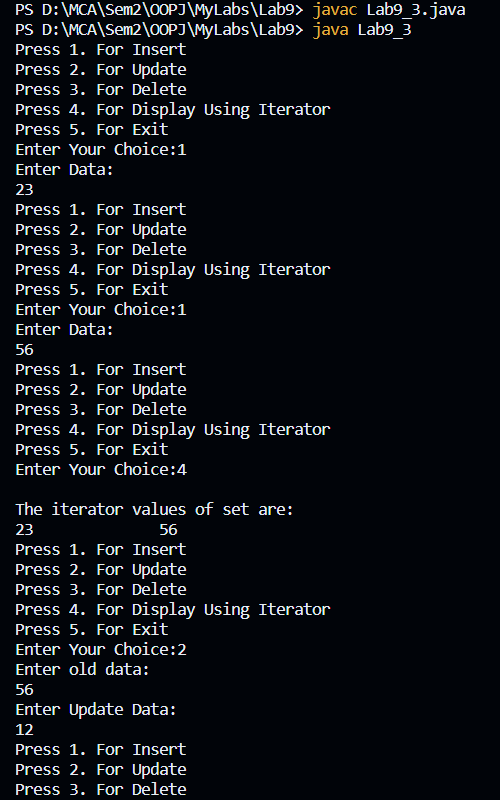 PS D:\MCA\Sem2\OOPJ\MyLabs\Lab9> javac Lab9_3.java
PS D:\MCA\Sem2\OOPJ\MyLabs\Lab9> java Lab9_3
Press 1. For Insert
Press 2. For Update
Press 3. For Delete
Press 4. For Display Using Iterator
Press 5. For Exit
Enter Your Choice:1
Enter Data:
23
Press 1. For Insert
Press 2. For Update
Press 3. For Delete
Press 4. For Display Using Iterator
Press 5. For Exit
Enter Your Choice:1
Enter Data:
56
Press 1. For Insert
Press 2. For Update
Press 3. For Delete
Press 4. For Display Using Iterator
Press 5. For Exit
Enter Your Choice:4
The iterator values of set are:
23 56
Press 1. For Insert
Press 2. For Update
Press 3. For Delete
Press 4. For Display Using Iterator
Press 5. For Exit
Enter Your Choice:2
Enter old data:
56
Enter Update Data:
12
Press 1. For Insert
Press 2. For Update
Press 3. For Delete